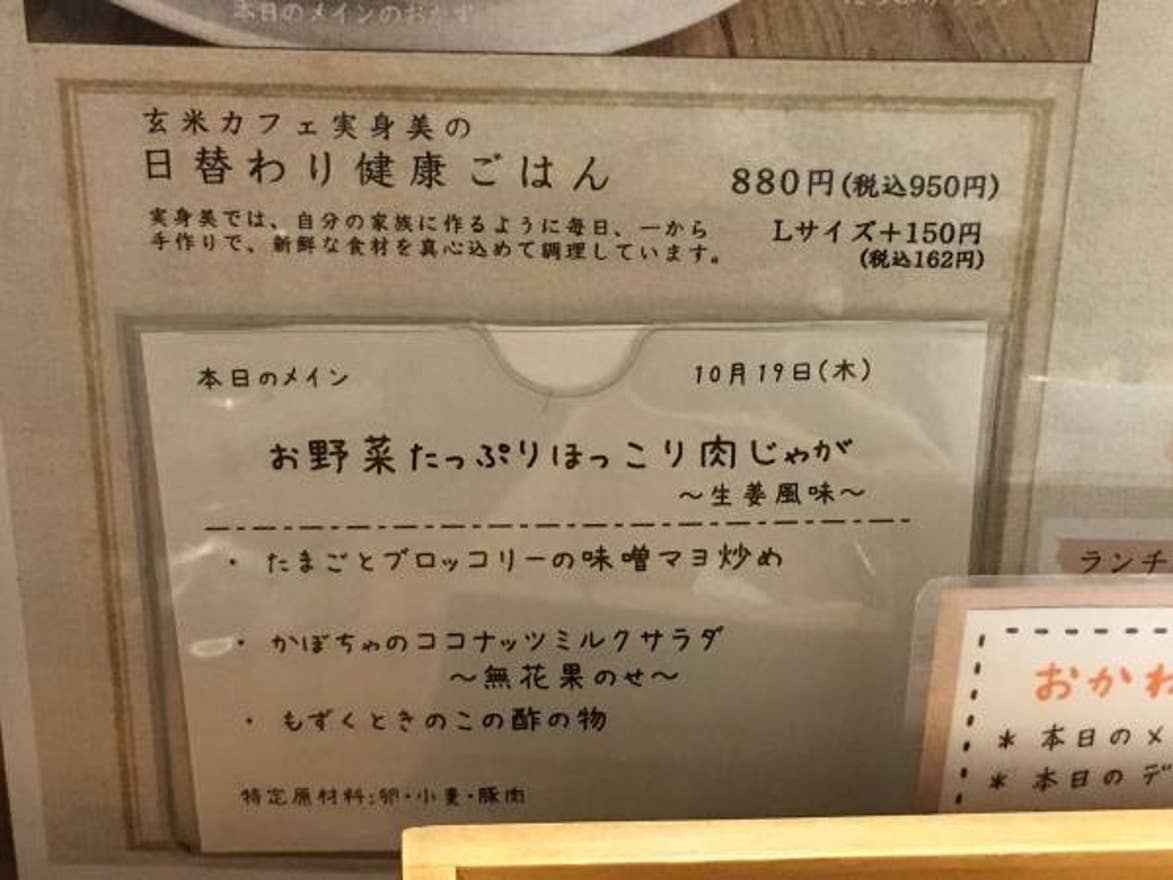 本日のメインのおかず
玄米カフェ実身美の
日替わり健康ごはん
880円(税込950円)
実身美では、自分の家族に作るように毎日、一から
手作りで、新鮮な食材を真心込めて調理しています。
Lサイズ+150円
(税込162円)
本日のメイン 10月19日(木)
お野菜たっぷりほっこり肉じゃが
〜生姜風味〜
・ たまごとブロッコリーの味噌マヨ炒め
・ かぼちゃのココナッツミルクサラダ
〜無花果のせ〜
・ もずくときのこの酢の物
特定原材料:卵・小麦・豚肉
ランチ
おかわ
* 本日のメ
* 本日のデ